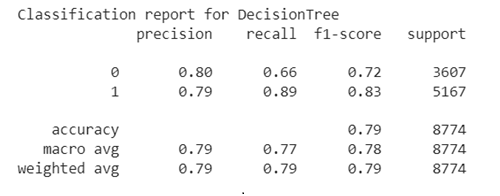 Classification report for DecisionTree
precision recall f1-score support
0 0.80 0.66 0.72 3607
1 0.79 0.89 0.83 5167
accuracy 0.79 8774
macro avg 0.79 0.77 0.78 8774
weighted avg 0.79 0.79 0.79 8774